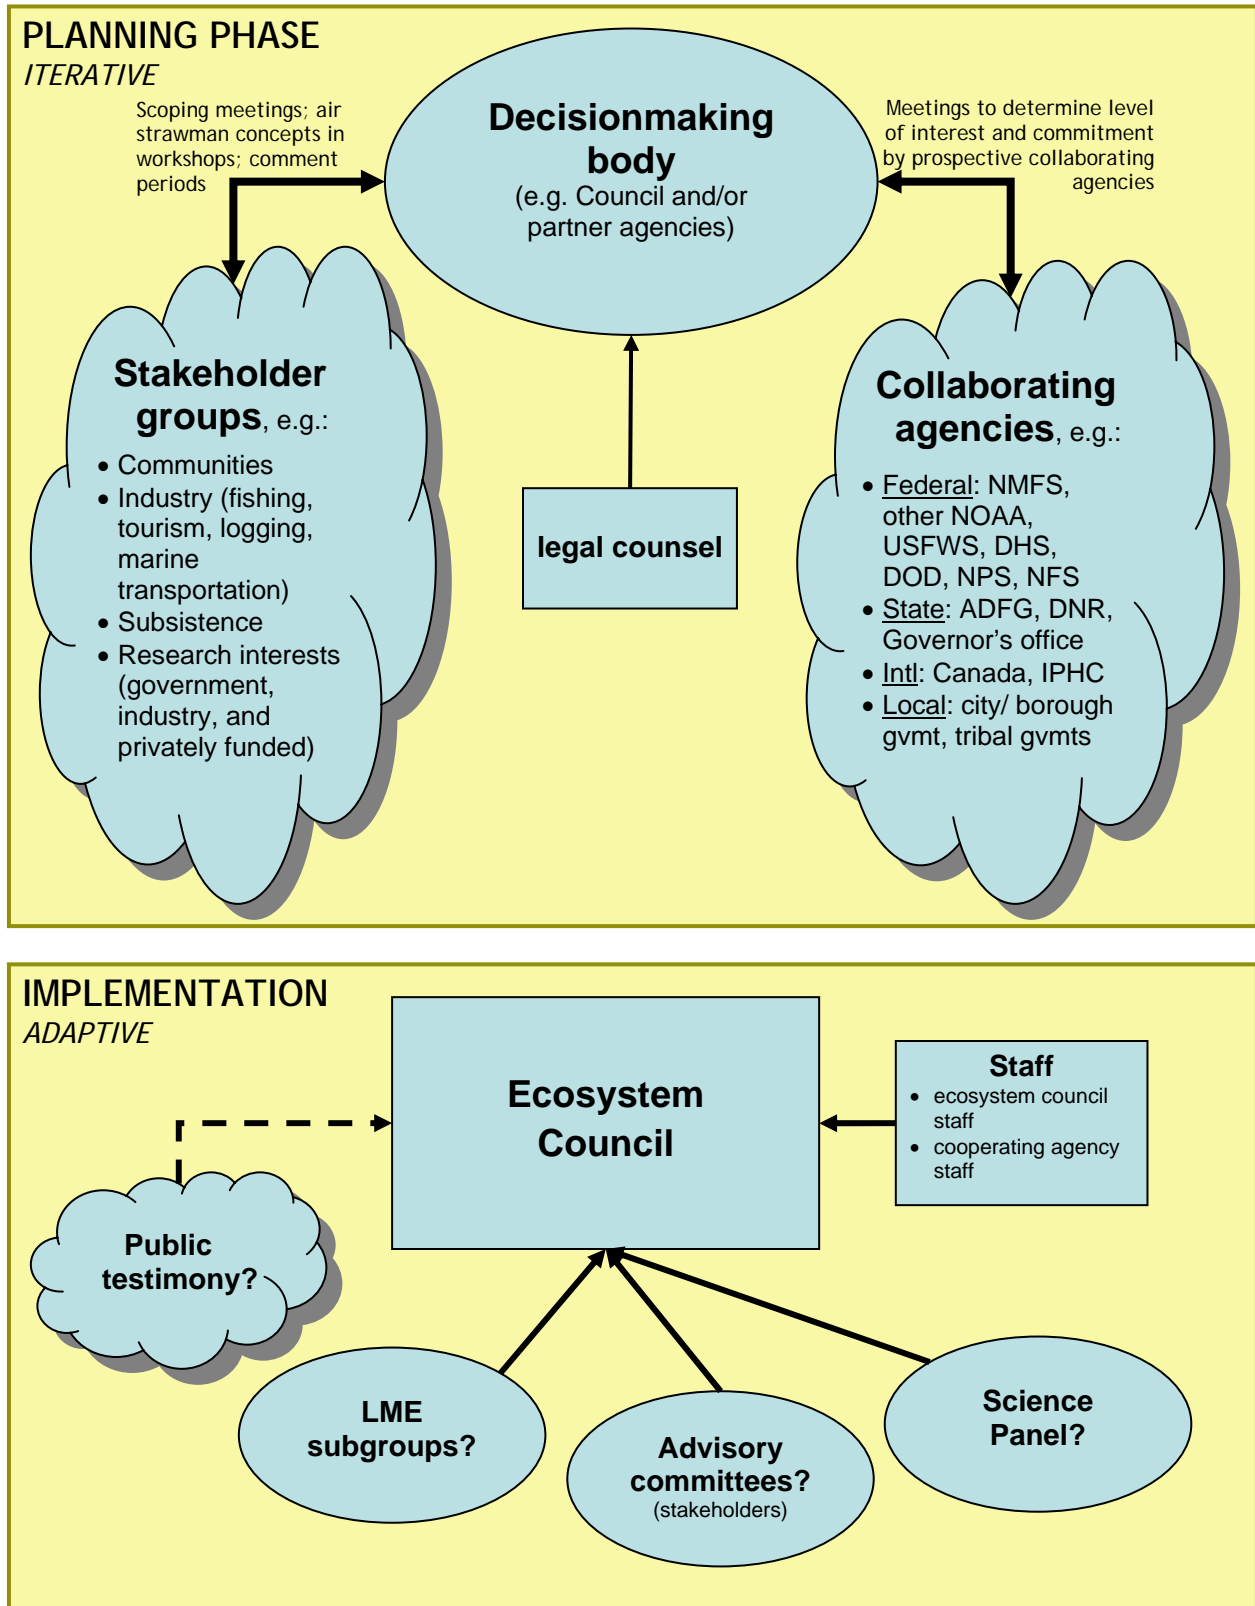 PLANNING PHASE
ITERATIVE
Scoping meetings; air
strawman concepts in
workshops; comment
periods
Decisionmaking
body
(e.g. Council and/or
partner agencies)
Meetings to determine level
of interest and commitment
by prospective collaborating
agencies
Stakeholder
groups, e.g.:
• Communities
• Industry (fishing,
tourism, logging,
marine
transportation)
• Subsistence
• Research interests
(government,
industry, and
privately funded)
legal counsel
Collaborating
agencies, e.g.:
• Federal: NMFS,
other NOAA,
USFWS, DHS,
DOD, NPS, NFS
• State: ADFG, DNR,
Governor’s office
• Intl: Canada, IPHC
• Local: city/ borough
gvmt, tribal gvmts
IMPLEMENTATION
ADAPTIVE
Ecosystem
Council
Staff
• ecosystem council
staff
• cooperating agency
staff
Public
testimony?
LME
subgroups?
Advisory
committees?
(stakeholders)
Science
Panel?